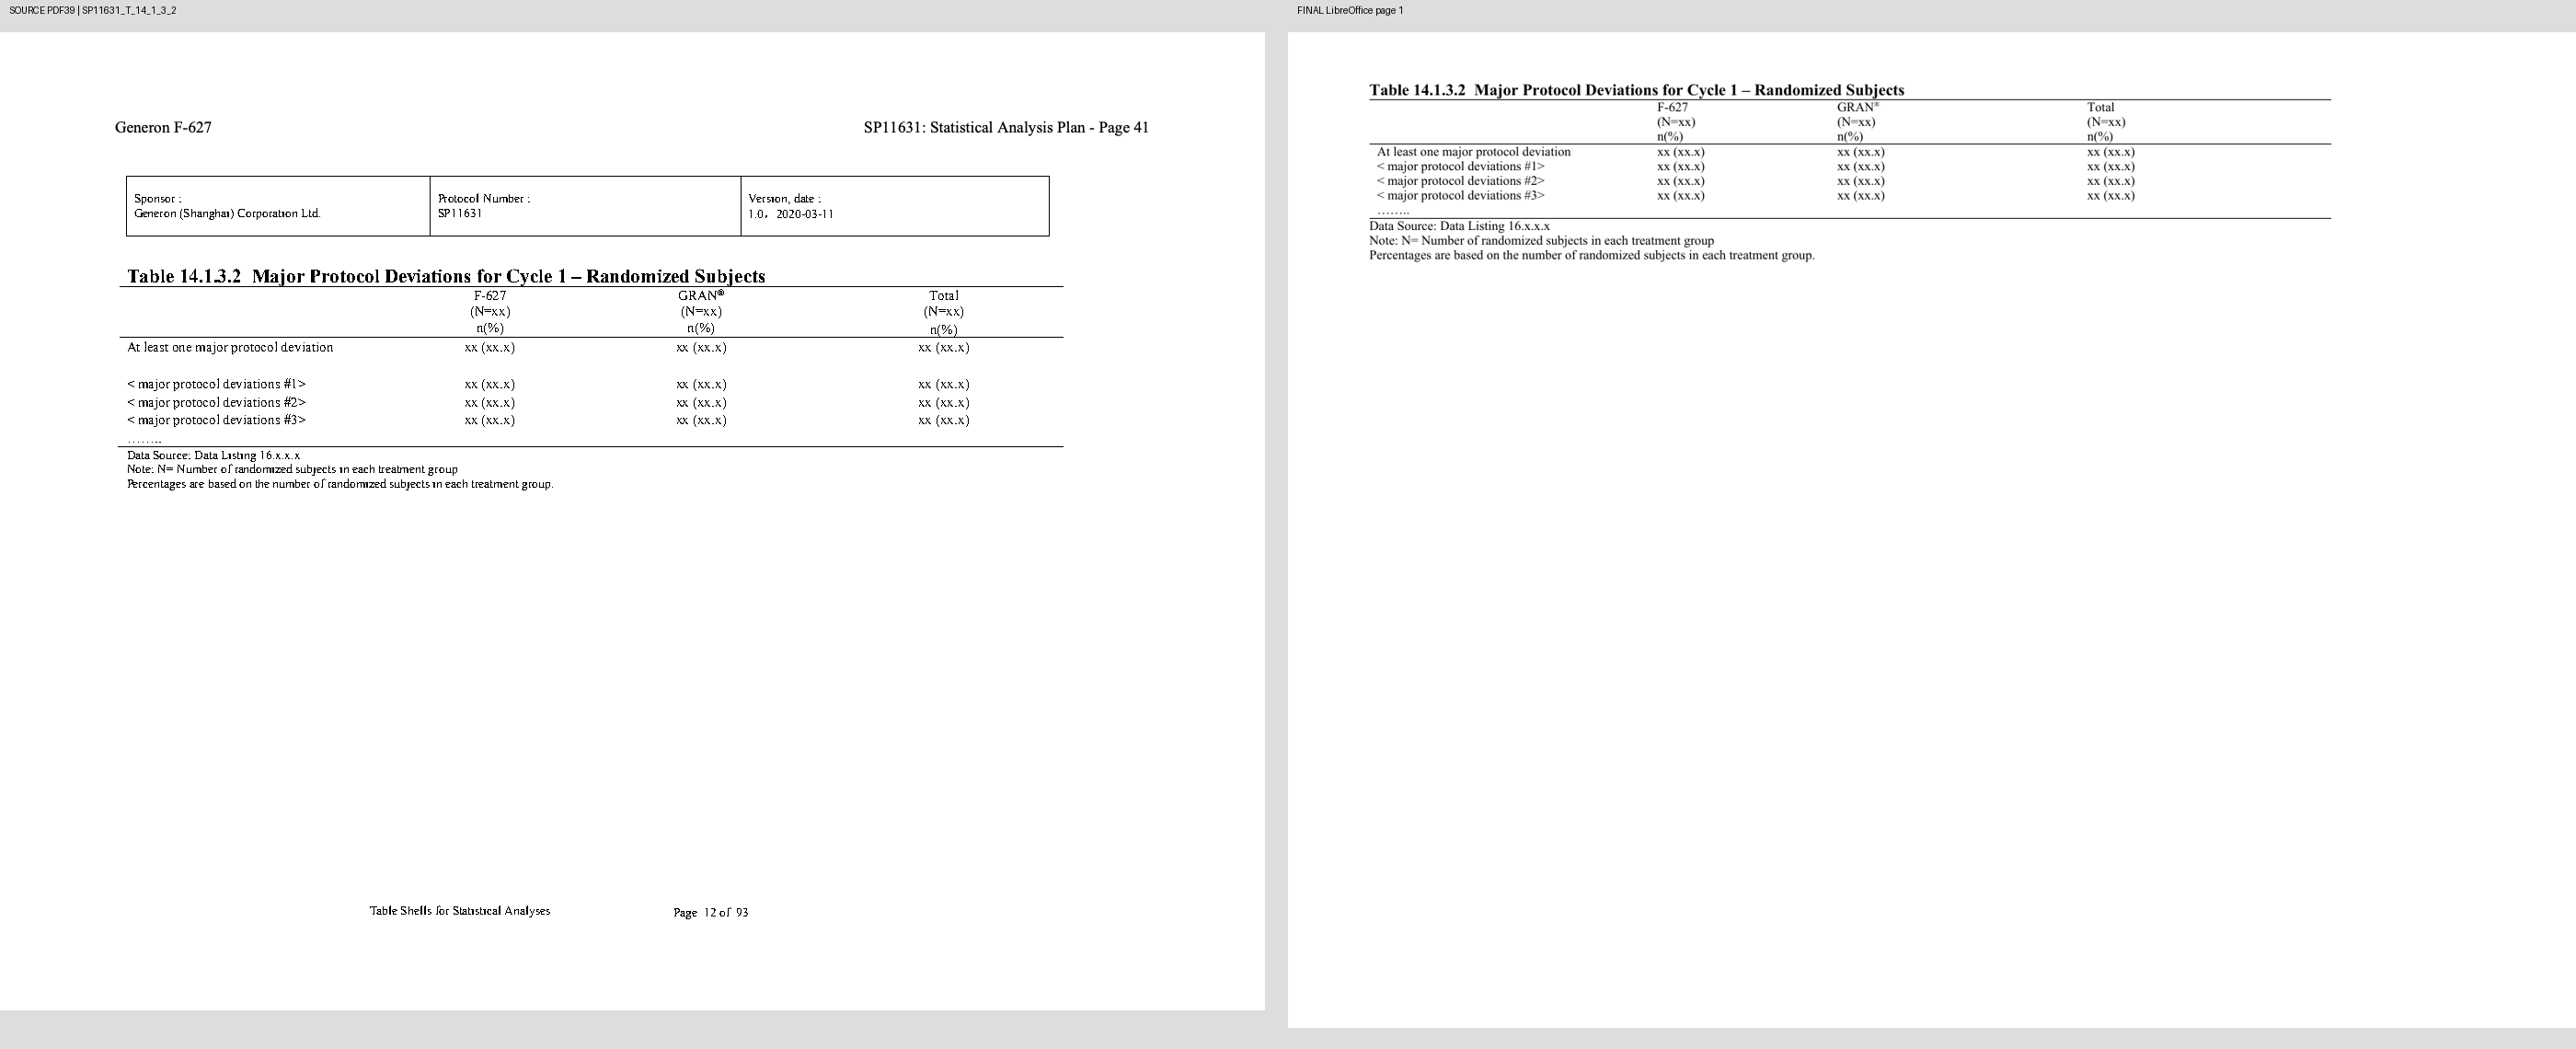 SOURCE PDF39 | SP11631_T_14_1_3_2
Generon F-627 SP11631: Statistical Analysis Plan - Page 41
Sponsor : Protocol Number : Version, date :
Generon (Shanghai) Corporation Ltd. SP11631 1.0，2020-03-11
Table 14.1.3.2 Major Protocol Deviations for Cycle 1 – Randomized Subjects
F-627 GRAN® Total
(N=xx) (N=xx) (N=xx)
n(%) n(%) n(%)
At least one major protocol deviation xx (xx.x) xx (xx.x) xx (xx.x)
< major protocol deviations #1> xx (xx.x) xx (xx.x) xx (xx.x)
< major protocol deviations #2> xx (xx.x) xx (xx.x) xx (xx.x)
< major protocol deviations #3> xx (xx.x) xx (xx.x) xx (xx.x)
……..
Data Source: Data Listing 16.x.x.x
Note: N= Number of randomized subjects in each treatment group
Percentages are based on the number of randomized subjects in each treatment group.
Table Shells for Statistical Analyses Page 12 of 93
FINAL LibreOffice page 1
Table 14.1.3.2 Major Protocol Deviations for Cycle 1 – Randomized Subjects
F-627 GRAN® Total
(N=xx) (N=xx) (N=xx)
n(%) n(%) n(%)
At least one major protocol deviation xx (xx.x) xx (xx.x) xx (xx.x)
< major protocol deviations #1> xx (xx.x) xx (xx.x) xx (xx.x)
< major protocol deviations #2> xx (xx.x) xx (xx.x) xx (xx.x)
< major protocol deviations #3> xx (xx.x) xx (xx.x) xx (xx.x)
……..
Data Source: Data Listing 16.x.x.x
Note: N= Number of randomized subjects in each treatment group
Percentages are based on the number of randomized subjects in each treatment group.